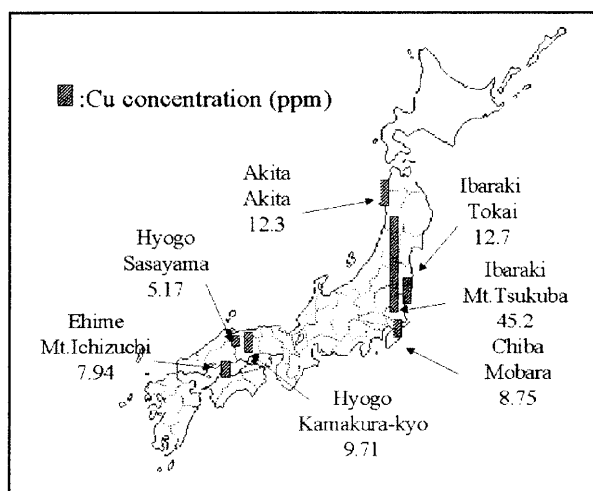 :Cu concentration (ppm)
Akita
Akita
12.3
Ibaraki
Tokai
12.7
Hyogo
Sasayama
5.17
Ibaraki
Mt.Tsukuba
45.2
Ehime
Mt.Ichizuchi
7.94
Chiba
Mobara
8.75
Hyogo
Kamakura-kyo
9.71